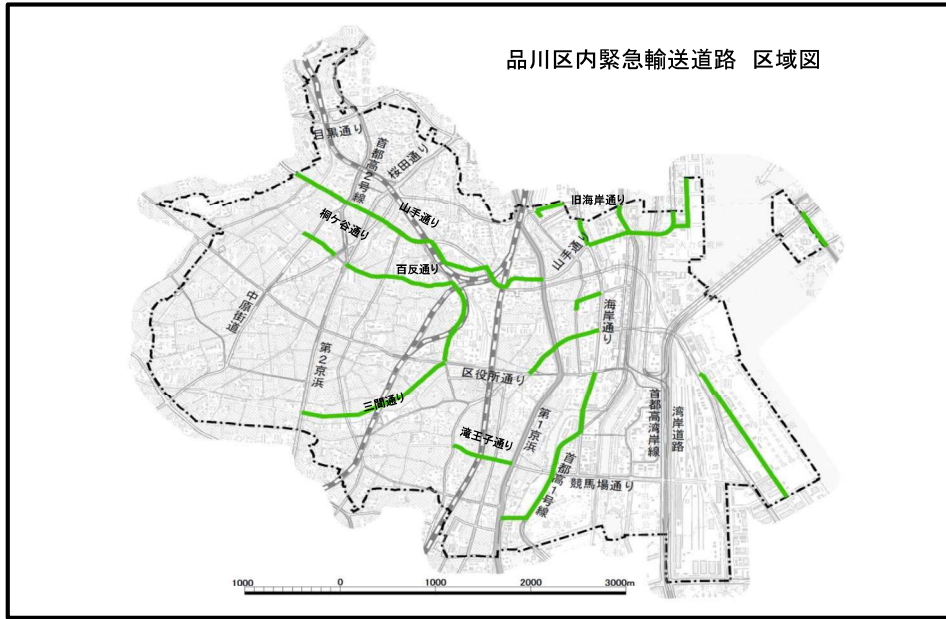 品川区内緊急輸送道路 区域図
目黒通り
首都高2号線
桜田通り
桐ケ谷通り
山手通り
旧海岸通り
山手通り
百反通り
中原街道
海岸通り
第2京浜
区役所通り
三間通り
第1京浜
首都高湾岸線
湾岸道路
滝王子通り
首都高1号線
競馬場通り
1000 0 1000 2000 3000m